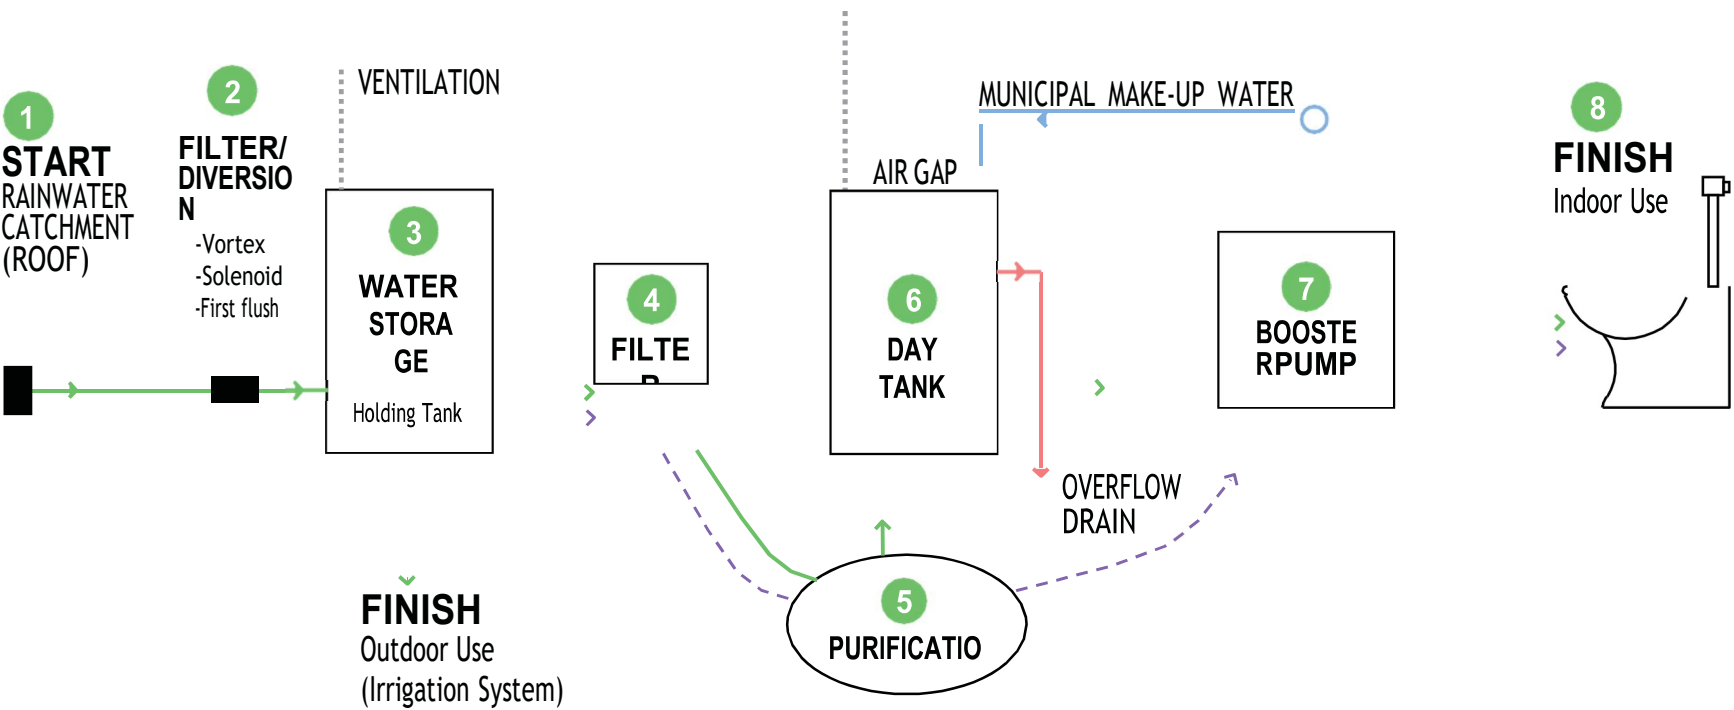 1
START
RAINWATER
CATCHMENT
(ROOF)
2
FILTER/
DIVERSIO
N
-Vortex
-Solenoid
-First flush
VENTILATION
3
WATER
STORA
GE
Holding Tank
FINISH
Outdoor Use
(Irrigation System)
4
FILTE
R
5
PURIFICATIO
AIR GAP
6
DAY
TANK
MUNICIPAL MAKE-UP WATER
OVERFLOW
DRAIN
7
BOOSTE
RPUMP
8
FINISH
Indoor Use